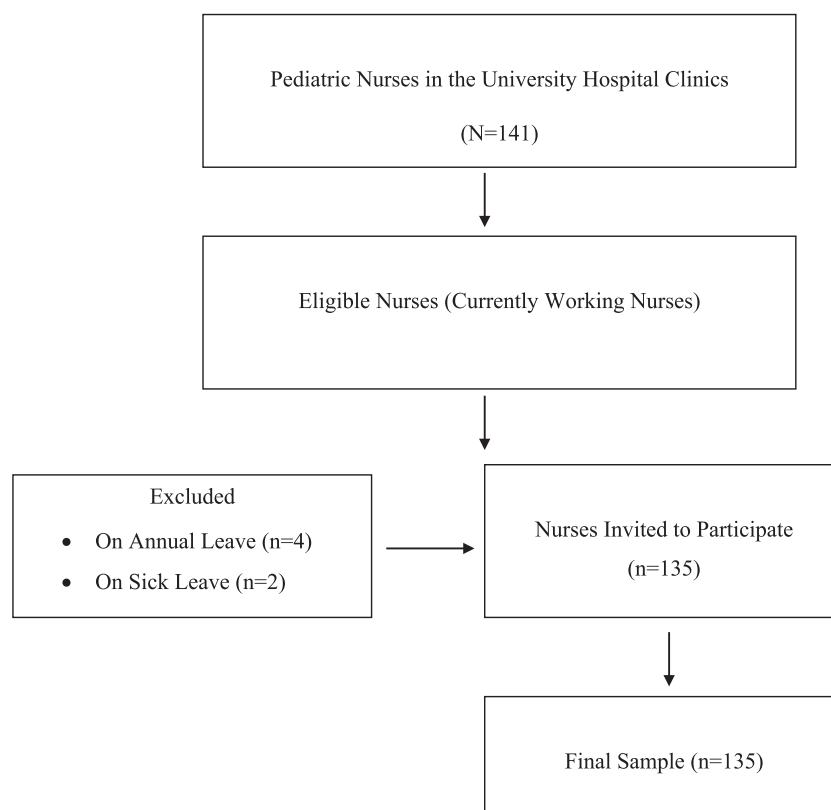 Pediatric Nurses in the University Hospital Clinics
(N=141)
Eligible Nurses (Currently Working Nurses)
Excluded
• On Annual Leave (n=4)
• On Sick Leave (n=2)
Nurses Invited to Participate
(n=135)
Final Sample (n=135)